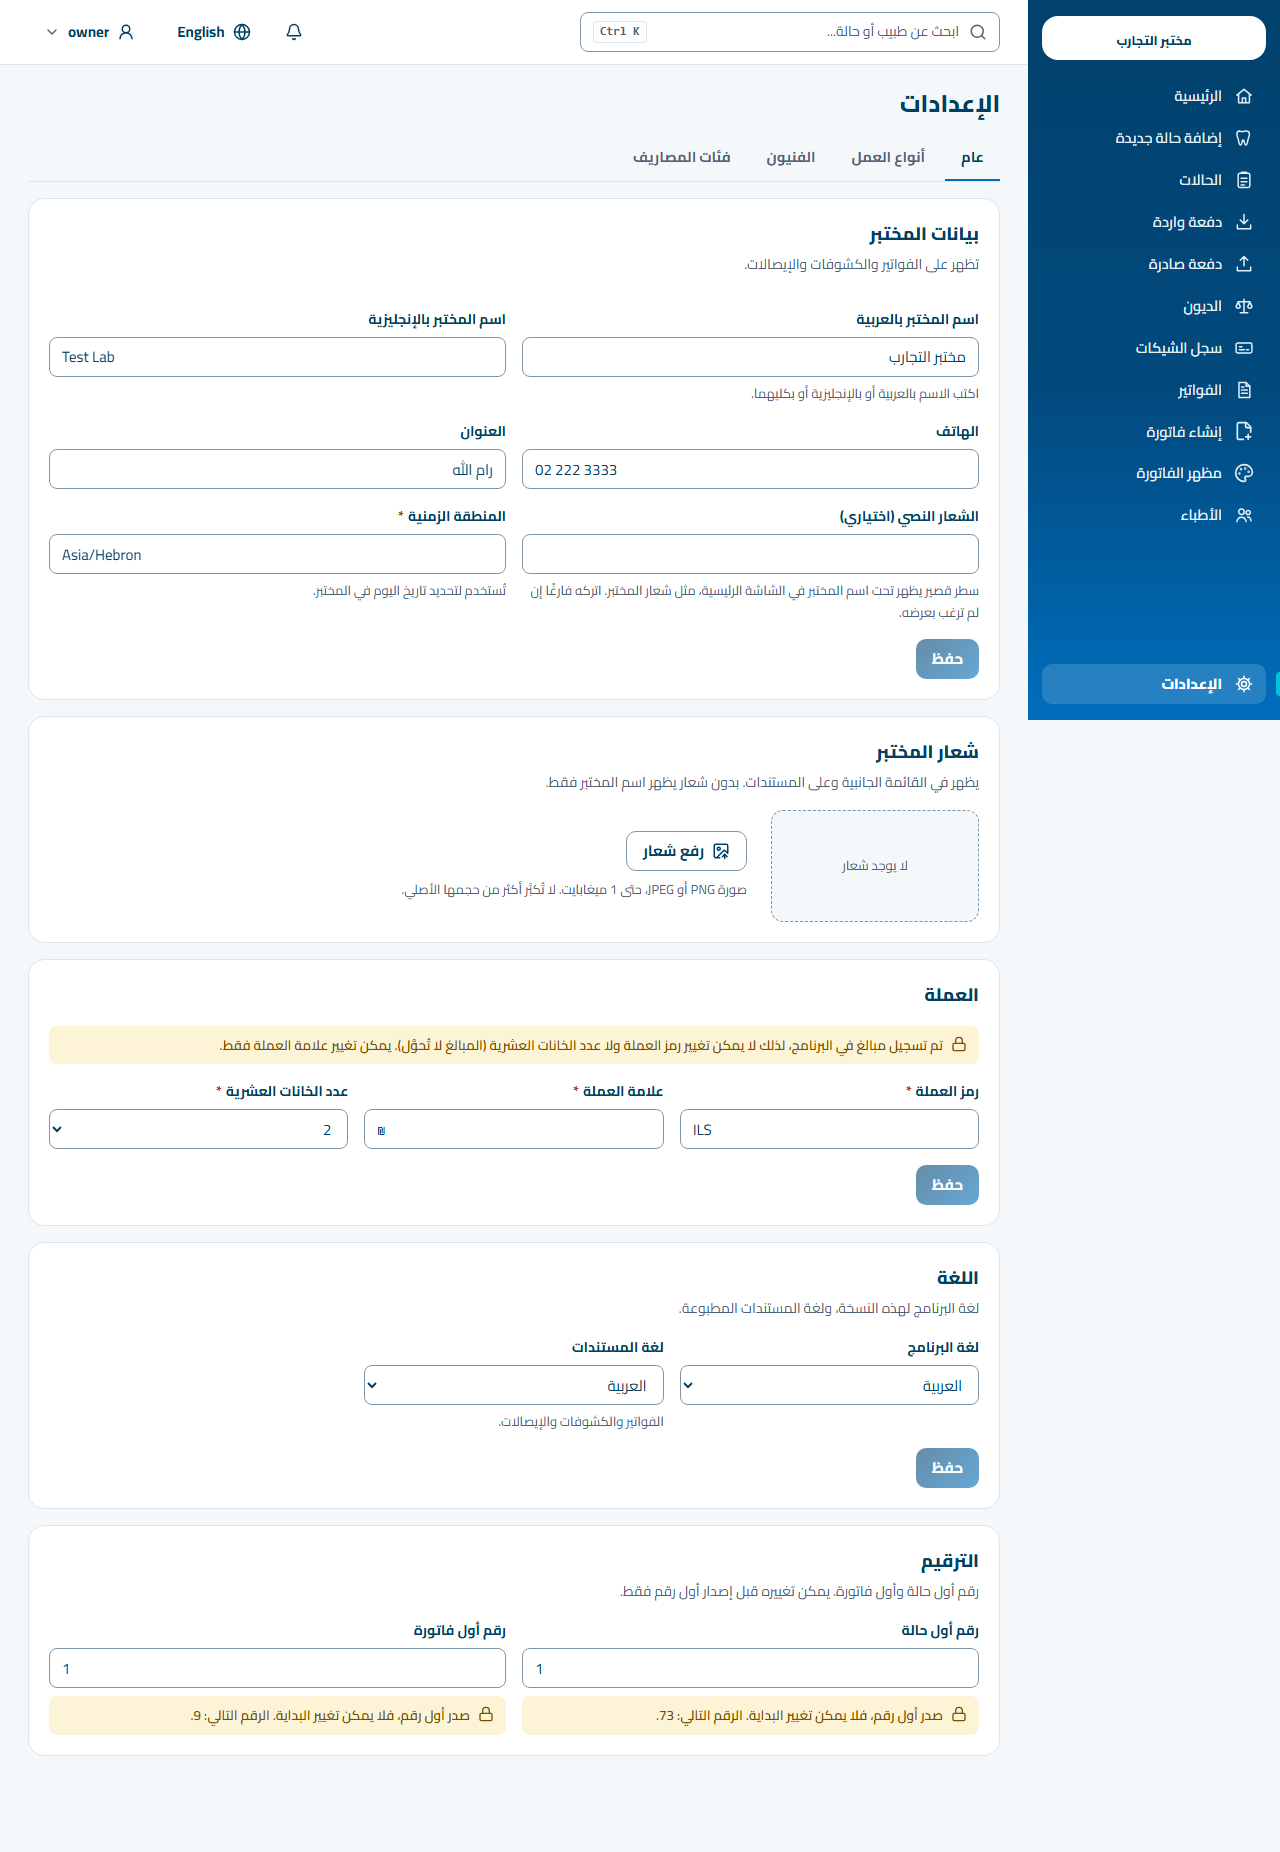 مختبر التجارب
الرئيسية
إضافة حالة جديدة
الحالات
دفعة واردة
دفعة صادرة
الديون
سجل الشيكات
الفواتير
إنشاء فاتورة
مظهر الفاتورة
الأطباء
الإعدادات
ابحث عن طبيب أو حالة...
Ctrl K
English
owner
الإعدادات
عام
أنواع العمل
الفنيون
فئات المصاريف
بيانات المختبر
تظهر على الفواتير والكشوفات والإيصالات.
اسم المختبر بالعربية
مختبر التجارب
اكتب الاسم بالعربية أو بالإنجليزية أو بكليهما.
اسم المختبر بالإنجليزية
Test Lab
الهاتف
02 222 3333
العنوان
رام الله
الشعار النصي (اختياري)
سطر قصير يظهر تحت اسم المختبر في الشاشة الرئيسية، مثل شعار المختبر. اتركه فارغًا إن
لم ترغب بعرضه.
المنطقة الزمنية *
Asia/Hebron
تُستخدم لتحديد تاريخ اليوم في المختبر.
حفظ
شعار المختبر
يظهر في القائمة الجانبية وعلى المستندات. بدون شعار يظهر اسم المختبر فقط.
لا يوجد شعار
رفع شعار
صورة PNG أو JPEG، حتى 1 ميغابايت. لا تُكبَّر أكثر من حجمها الأصلي.
العملة
تم تسجيل مبالغ في البرنامج، لذلك لا يمكن تغيير رمز العملة ولا عدد الخانات العشرية (المبالغ لا تُحوَّل). يمكن تغيير علامة العملة فقط.
رمز العملة *
ILS
علامة العملة *
₪
عدد الخانات العشرية *
2
حفظ
اللغة
لغة البرنامج لهذه النسخة، ولغة المستندات المطبوعة.
لغة البرنامج
العربية
لغة المستندات
العربية
الفواتير والكشوفات والإيصالات.
حفظ
الترقيم
رقم أول حالة وأول فاتورة. يمكن تغييره قبل إصدار أول رقم فقط.
رقم أول حالة
1
صدر أول رقم، فلا يمكن تغيير البداية. الرقم التالي: 73.
رقم أول فاتورة
1
صدر أول رقم، فلا يمكن تغيير البداية. الرقم التالي: 9.